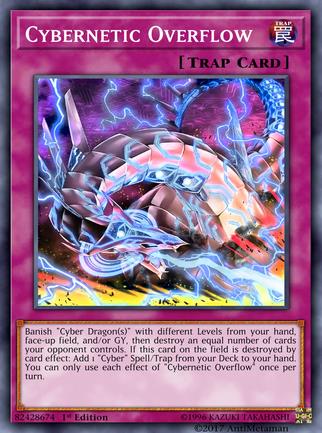 Cybernetic Overflow
TRAP
罠
[Trap Card]
Banish "Cyber Dragon(s)" with different Levels from your hand,
face-up field, and/or GY, then destroy an equal number of cards
your opponent controls. If this card on the field is destroyed by
card effect: Add 1 "Cyber" Spell/Trap from your Deck to your hand.
You can only use each effect of "Cybernetic Overflow" once per
turn.
82428674 1st Edition ©1996 KAZUKI TAKAHASHI
©2017 AntiMetaman